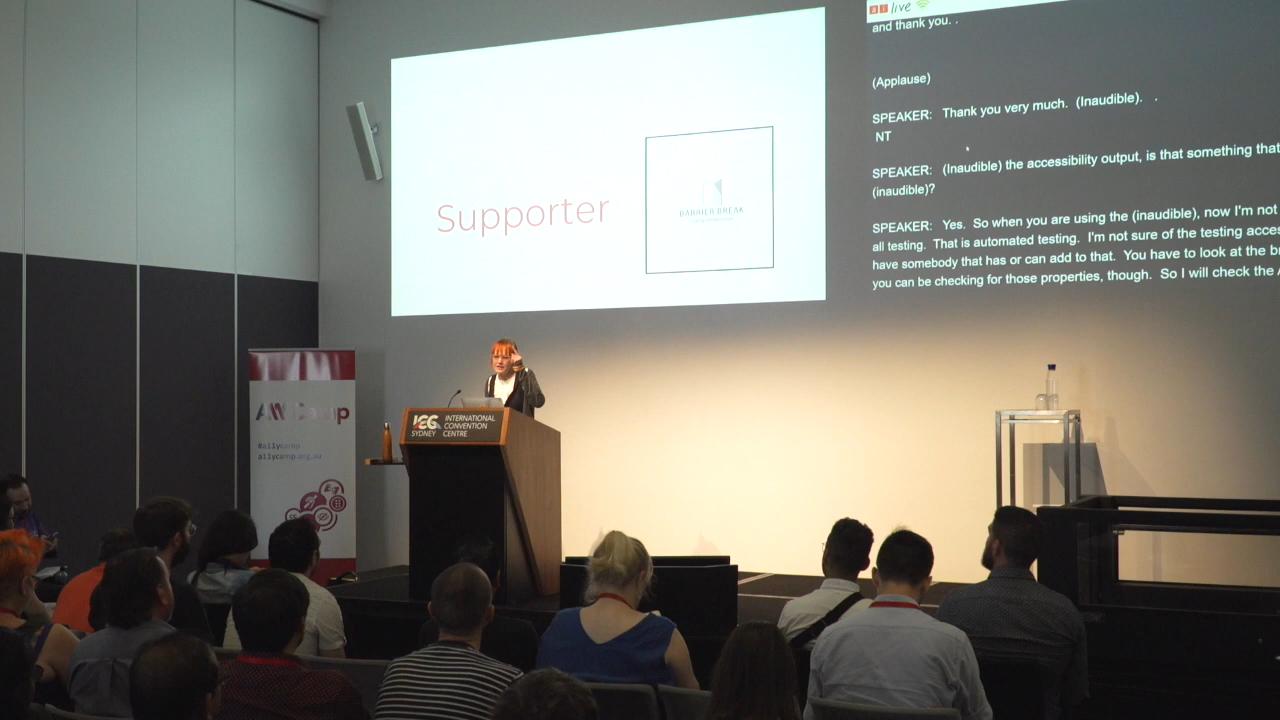 Supporter
BARRIER BREAK
ai live
and thank you. .
(Applause)
SPEAKER: Thank you very much. (Inaudible). .
NT
SPEAKER: (Inaudible) the accessibility output, is that something that
(inaudible)?
SPEAKER: Yes. So when you are using the (inaudible), now I'm not
all testing. That is automated testing. I'm not sure of the testing acces
have somebody that has or can add to that. You have to look at the b
you can be checking for those properties, though. So I will check the A
ICC
SYDNEY
INTERNATIONAL
CONVENTION
CENTRE
A11Y Camp
#a11ycamp
a11ycamp.org.au